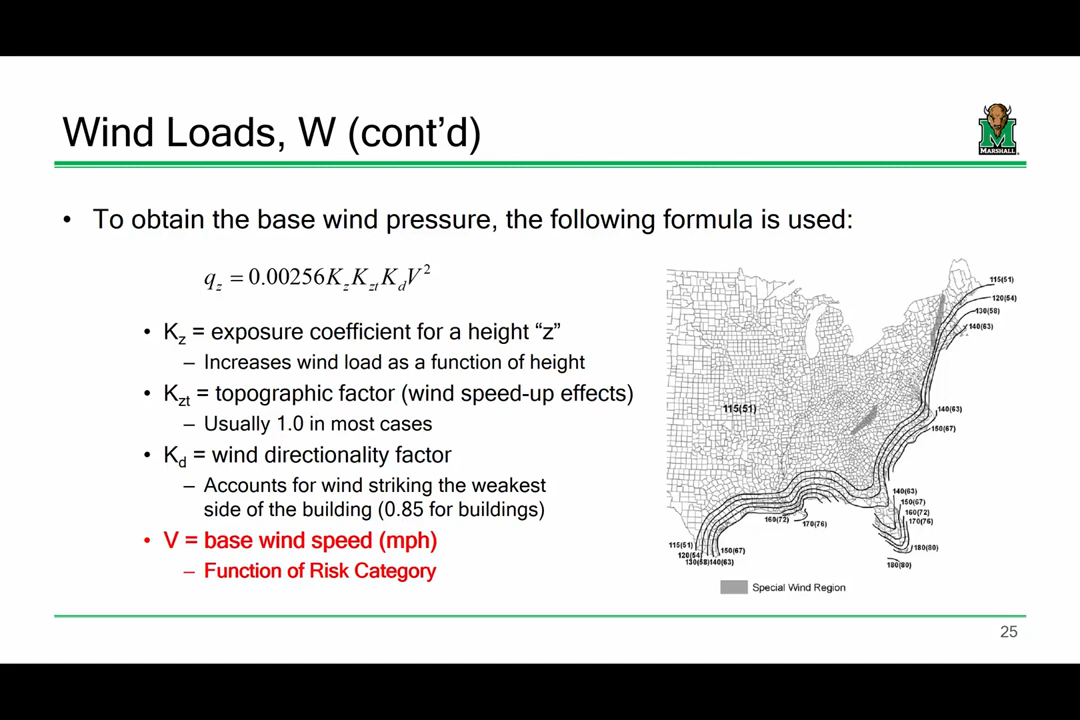 Wind Loads, W (cont’d)
MARSHALL
• To obtain the base wind pressure, the following formula is used:
q_z = 0.00256K_zK_ztK_dV²
• K_z = exposure coefficient for a height “z”
– Increases wind load as a function of height
• K_zt = topographic factor (wind speed-up effects)
– Usually 1.0 in most cases
• K_d = wind directionality factor
– Accounts for wind striking the weakest
side of the building (0.85 for buildings)
• V = base wind speed (mph)
– Function of Risk Category
115(51)
120(54)
130(58)
140(63)
115(51)
140(63)
150(67)
140(63)
150(67)
160(72)
170(76)
180(80)
180(80)
160(72)
170(76)
115(51)
120(54)
130(58)
140(63)
150(67)
Special Wind Region
25